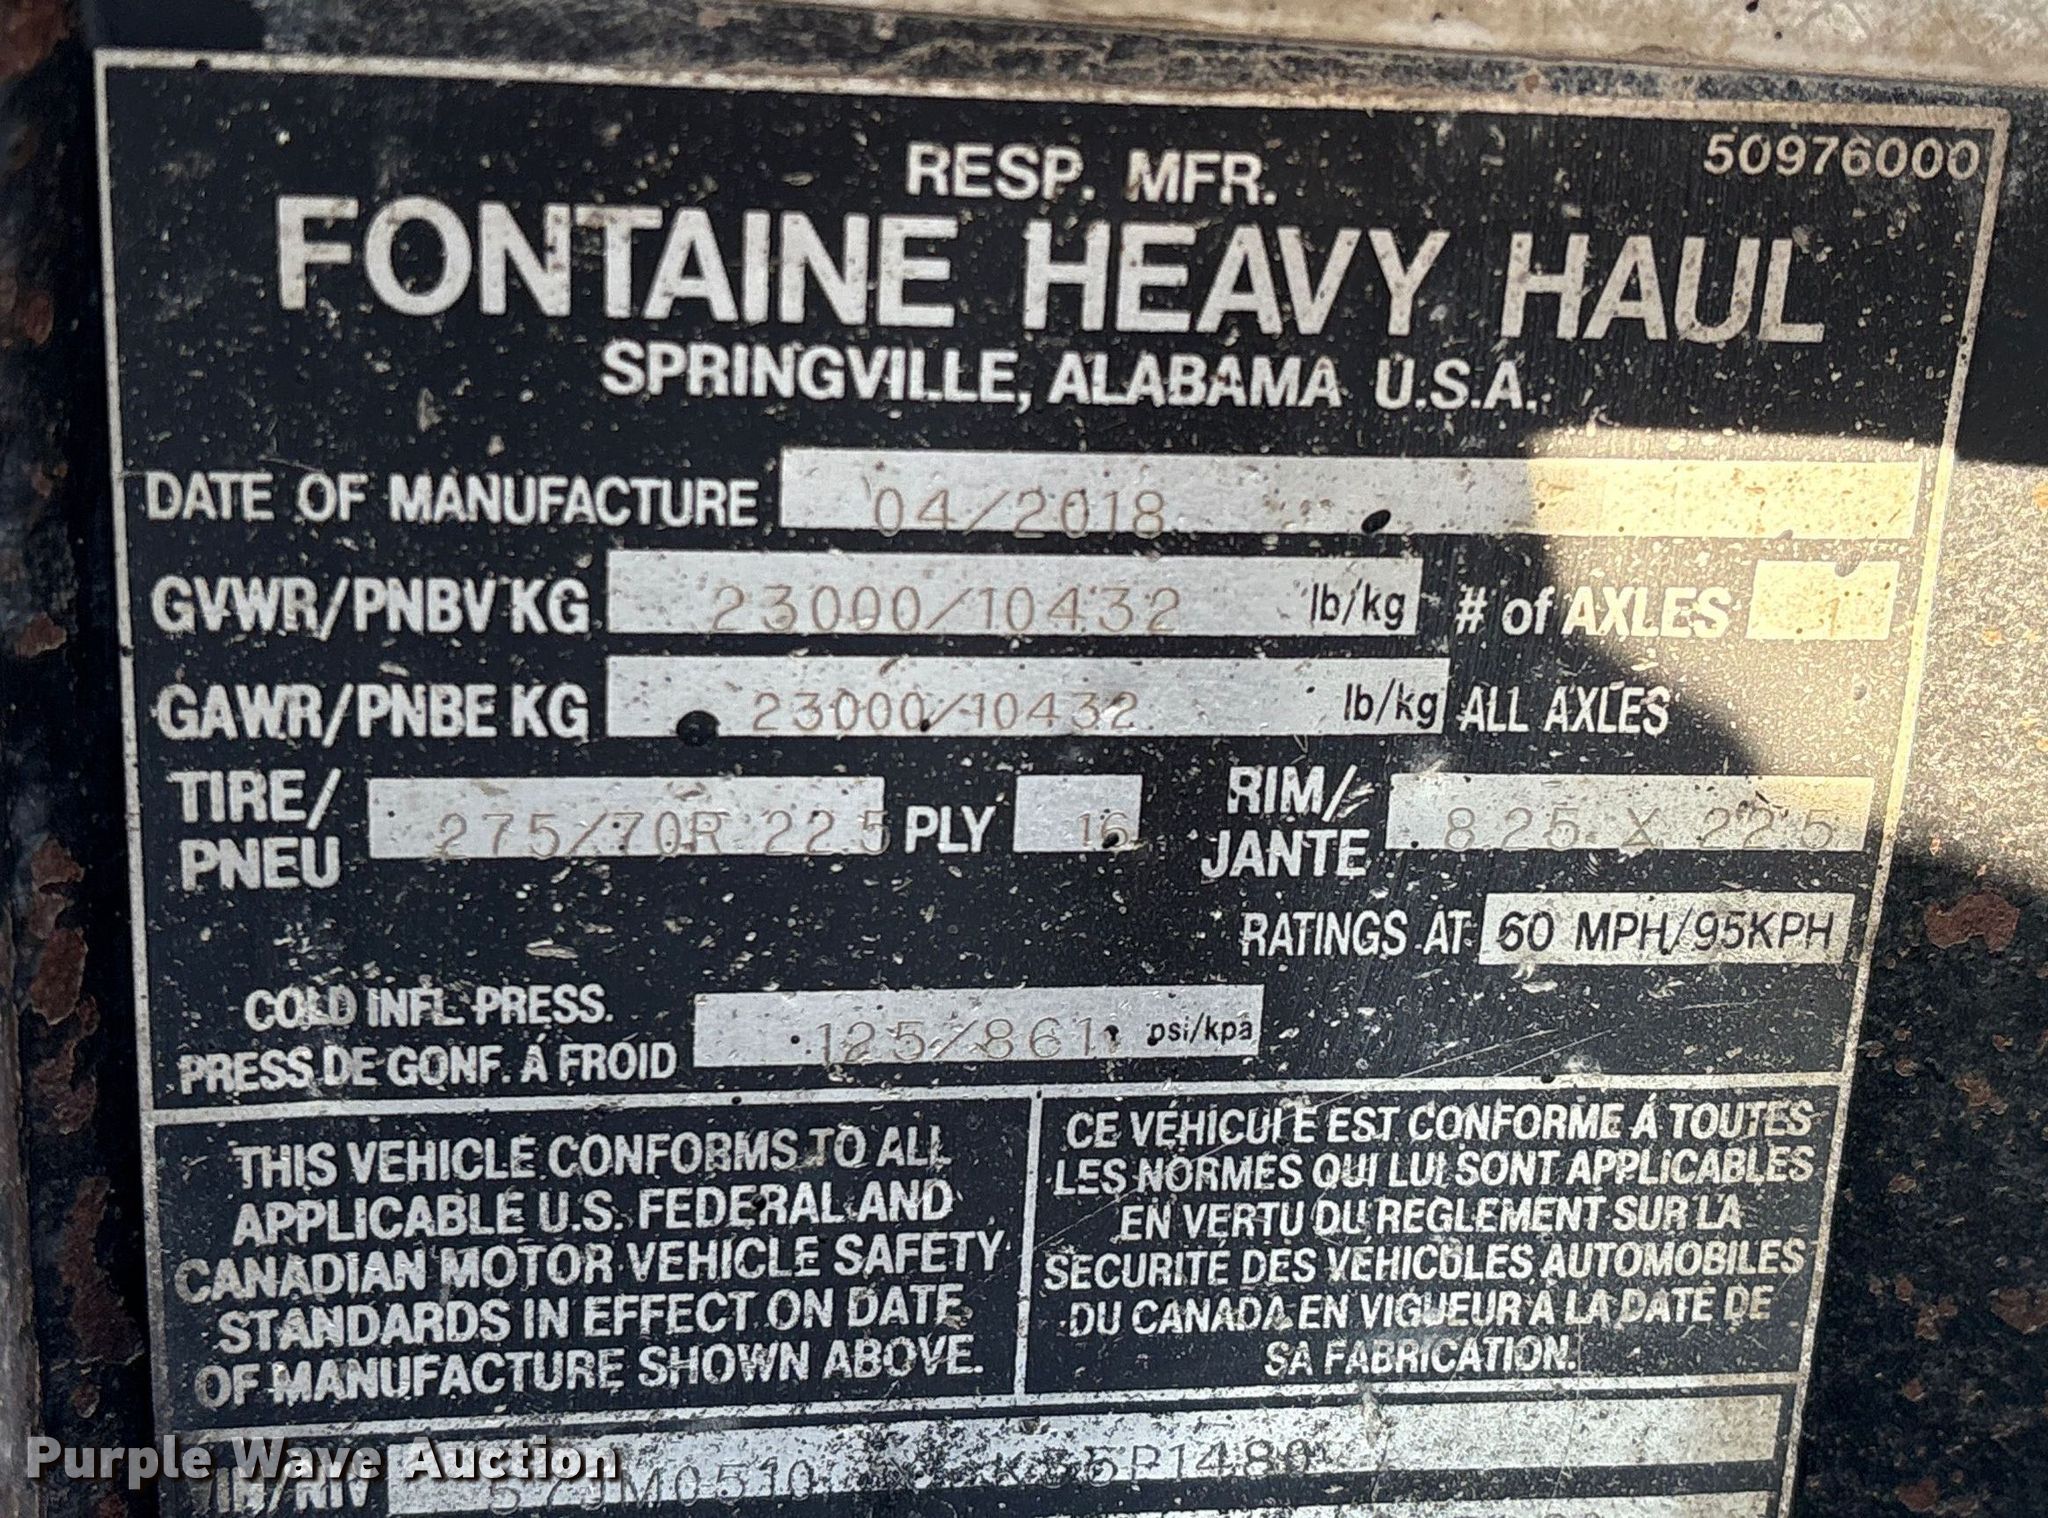 50976000
RESP. MFR.
FONTAINE HEAVY HAUL
SPRINGVILLE, ALABAMA U.S.A.
DATE OF MANUFACTURE 04/2018
GVWR/PNBV KG 23000/10432 lb/kg # of AXLES 1
GAWR/PNBE KG 23000/10432 lb/kg ALL AXLES
TIRE/ PNEU 275/70R 22.5 PLY 16 RIM/ JANTE 8.25 X 22.5
RATINGS AT 60 MPH/95KPH
COLD INFL PRESS.
PRESS DE GONF. À FROID 125/861 psi/kpa
THIS VEHICLE CONFORMS TO ALL
APPLICABLE U.S. FEDERAL AND
CANADIAN MOTOR VEHICLE SAFETY
STANDARDS IN EFFECT ON DATE
OF MANUFACTURE SHOWN ABOVE.
CE VÉHICULE EST CONFORME À TOUTES
LES NORMES QUI LUI SONT APPLICABLES
EN VERTU DU REGLEMENT SUR LA
SECURITÉ DES VÉHICULES AUTOMOBILES
DU CANADA EN VIGUEUR À LA DATE DE
SA FABRICATION.
Purple Wave Auction